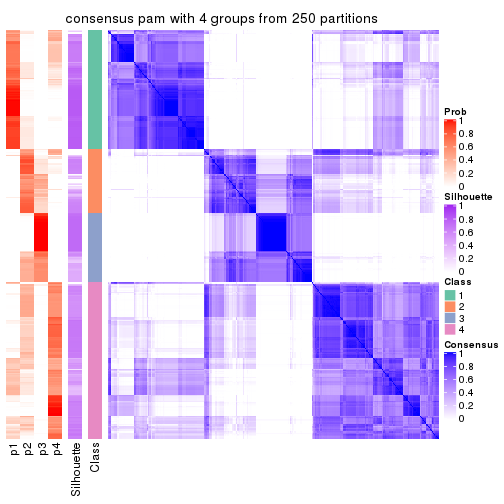 consensus pam with 4 groups from 250 partitions
Prob
1
0.8
0.6
0.4
0.2
0
Silhouette
1
0.8
0.6
0.4
0.2
0
Class
1
2
3
4
Consensus
1
0.8
0.6
0.4
0.2
0
p1
p2
p3
p4
Silhouette
Class